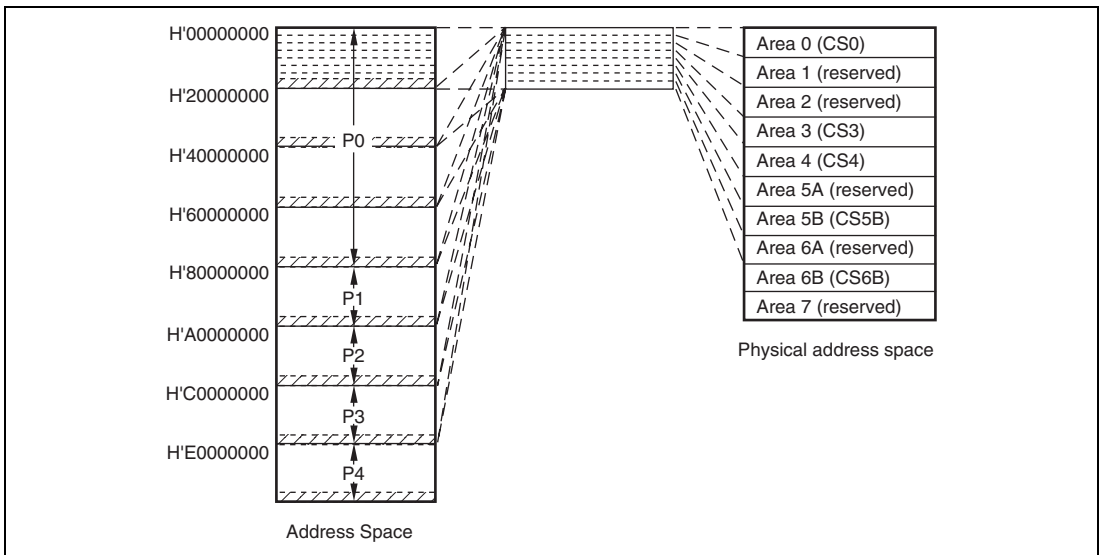 H'00000000
H'20000000
H'40000000
H'60000000
H'80000000
H'A0000000
H'C0000000
H'E0000000
P0
P1
P2
P3
P4
Address Space
Area 0 (CS0)
Area 1 (reserved)
Area 2 (reserved)
Area 3 (CS3)
Area 4 (CS4)
Area 5A (reserved)
Area 5B (CS5B)
Area 6A (reserved)
Area 6B (CS6B)
Area 7 (reserved)
Physical address space